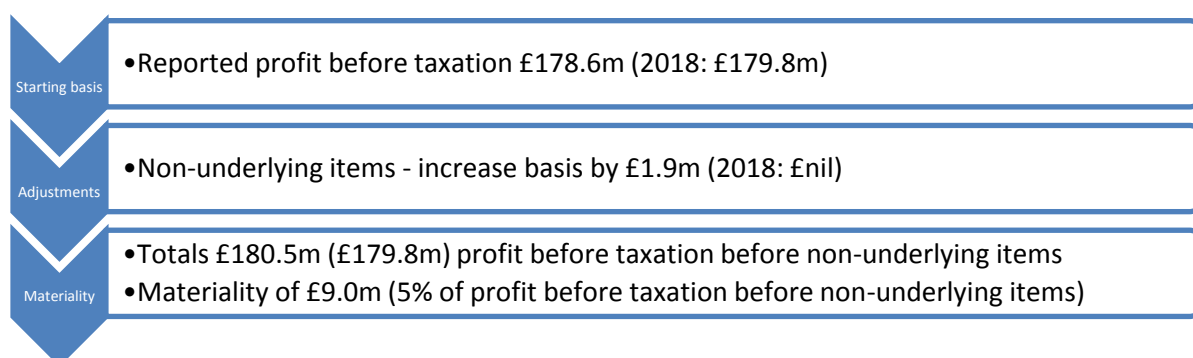 Starting basis
•Reported profit before taxation £178.6m (2018: £179.8m)
Adjustments
•Non-underlying items - increase basis by £1.9m (2018: £nil)
Materiality
•Totals £180.5m (£179.8m) profit before taxation before non-underlying items
•Materiality of £9.0m (5% of profit before taxation before non-underlying items)